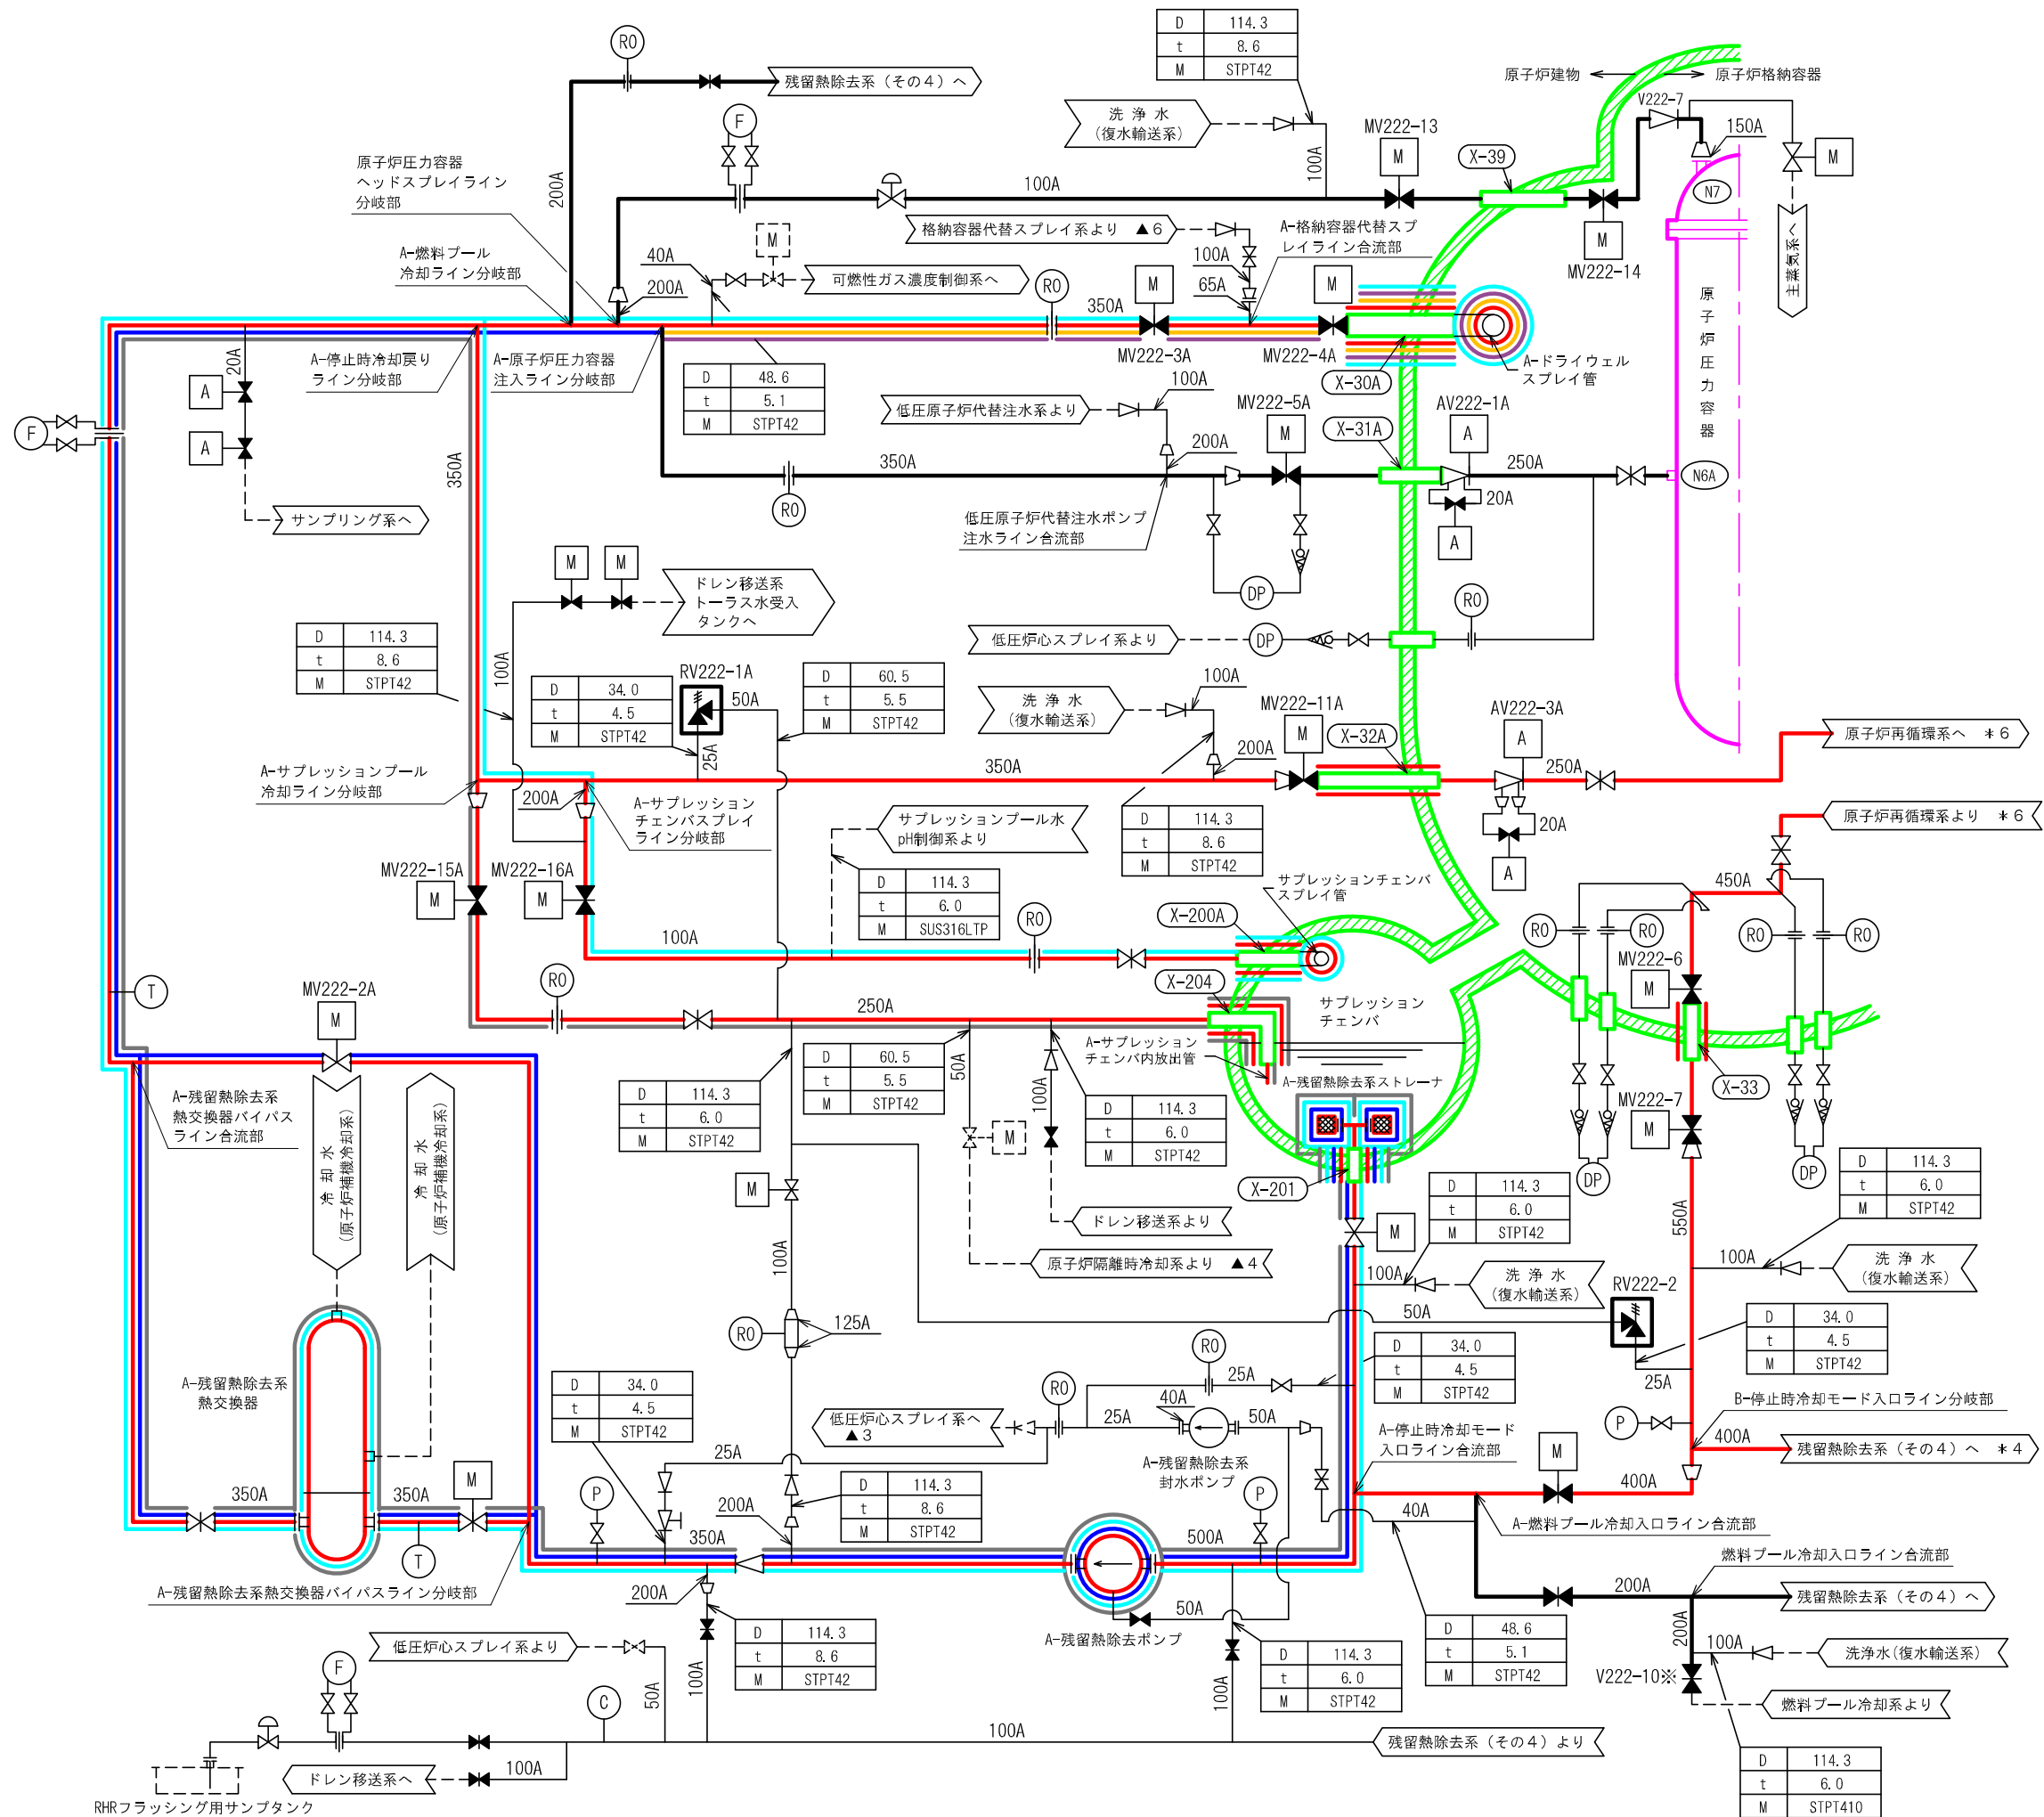 D 114.3
t 8.6
M STPT42
RO
残留熱除去系（その４）へ
原子炉建物
原子炉格納容器
V222-7
150A
M
F
洗 浄 水
(復水輸送系)
100A
MV222-13
M
X-39
N7
原子炉圧力容器
ヘッドスプレイライン
分岐部
200A
100A
M
MV222-14
主蒸気系へ
格納容器代替スプレイ系より ▲６
A-格納容器代替スプ
レイライン合流部
M
A-燃料プール
冷却ライン分岐部
40A
可燃性ガス濃度制御系へ
100A
65A
200A
RO
350A
M
M
MV222-3A
MV222-4A
A-ドライウェル
スプレイ管
原子炉圧力容器
20A
A-停止時冷却戻り
ライン分岐部
A-原子炉圧力容器
注入ライン分岐部
D 48.6
t 5.1
M STPT42
X-30A
A
A
F
100A
低圧原子炉代替注水系より
MV222-5A
M
X-31A
AV222-1A
A
200A
350A
350A
250A
N6A
RO
20A
A
サンプリング系へ
低圧原子炉代替注水ポンプ
注水ライン合流部
M
M
ドレン移送系
トーラス水受入
タンクへ
DP
RO
低圧炉心スプレイ系より
DP
D 114.3
t 8.6
M STPT42
100A
RV222-1A
50A
D 34.0
t 4.5
M STPT42
D 60.5
t 5.5
M STPT42
25A
洗 浄 水
(復水輸送系)
100A
MV222-11A
M
X-32A
AV222-3A
A
原子炉再循環系へ ＊６
A-サプレッションプール
冷却ライン分岐部
350A
200A
250A
200A
A-サプレッション
チェンバスプレイ
ライン分岐部
サプレッションプール水
pH制御系より
D 114.3
t 8.6
M STPT42
20A
A
原子炉再循環系より ＊６
MV222-15A
M
MV222-16A
M
D 114.3
t 6.0
M SUS316LTP
サプレッションチェンバ
スプレイ管
450A
X-200A
RO
100A
RO
RO
RO
RO
MV222-6
M
X-204
T
MV222-2A
M
RO
250A
サプレッション
チェンバ
A-サプレッション
チェンバ内放出管
A-残留熱除去系ストレーナ
X-33
MV222-7
M
A-残留熱除去系
熱交換器バイパス
ライン合流部
冷 却 水
(原子炉補機冷却系)
冷 却 水
(原子炉補機冷却系)
D 114.3
t 6.0
M STPT42
D 60.5
t 5.5
M STPT42
50A
100A
M
D 114.3
t 6.0
M STPT42
DP
DP
M
X-201
D 114.3
t 6.0
M STPT42
D 114.3
t 6.0
M STPT42
550A
ドレン移送系より
M
100A
原子炉隔離時冷却系より ▲４
100A
洗 浄 水
(復水輸送系)
100A
洗 浄 水
(復水輸送系)
RV222-2
50A
RO
125A
D 34.0
t 4.5
M STPT42
25A
D 34.0
t 4.5
M STPT42
A-残留熱除去系
熱交換器
RO
25A
D 34.0
t 4.5
M STPT42
RO
40A
低圧炉心スプレイ系へ
▲３
25A
50A
A-残留熱除去系
封水ポンプ
A-停止時冷却モード
入口ライン合流部
P
B-停止時冷却モード入口ライン分岐部
400A
残留熱除去系（その４）へ ＊４
25A
M
350A
350A
M
P
D 114.3
t 8.6
M STPT42
200A
P
400A
40A
A-燃料プール冷却入口ライン合流部
T
350A
500A
A-残留熱除去系熱交換器バイパスライン分岐部
200A
50A
A-残留熱除去ポンプ
燃料プール冷却入口ライン合流部
200A
残留熱除去系（その４）へ
D 114.3
t 8.6
M STPT42
D 114.3
t 6.0
M STPT42
D 48.6
t 5.1
M STPT42
200A
100A
洗浄水(復水輸送系)
V222-10※
燃料プール冷却系より
低圧炉心スプレイ系より
F
50A
100A
100A
C
100A
残留熱除去系（その４）より
ドレン移送系へ
100A
RHRフラッシング用サンプタンク
D 114.3
t 6.0
M STPT410